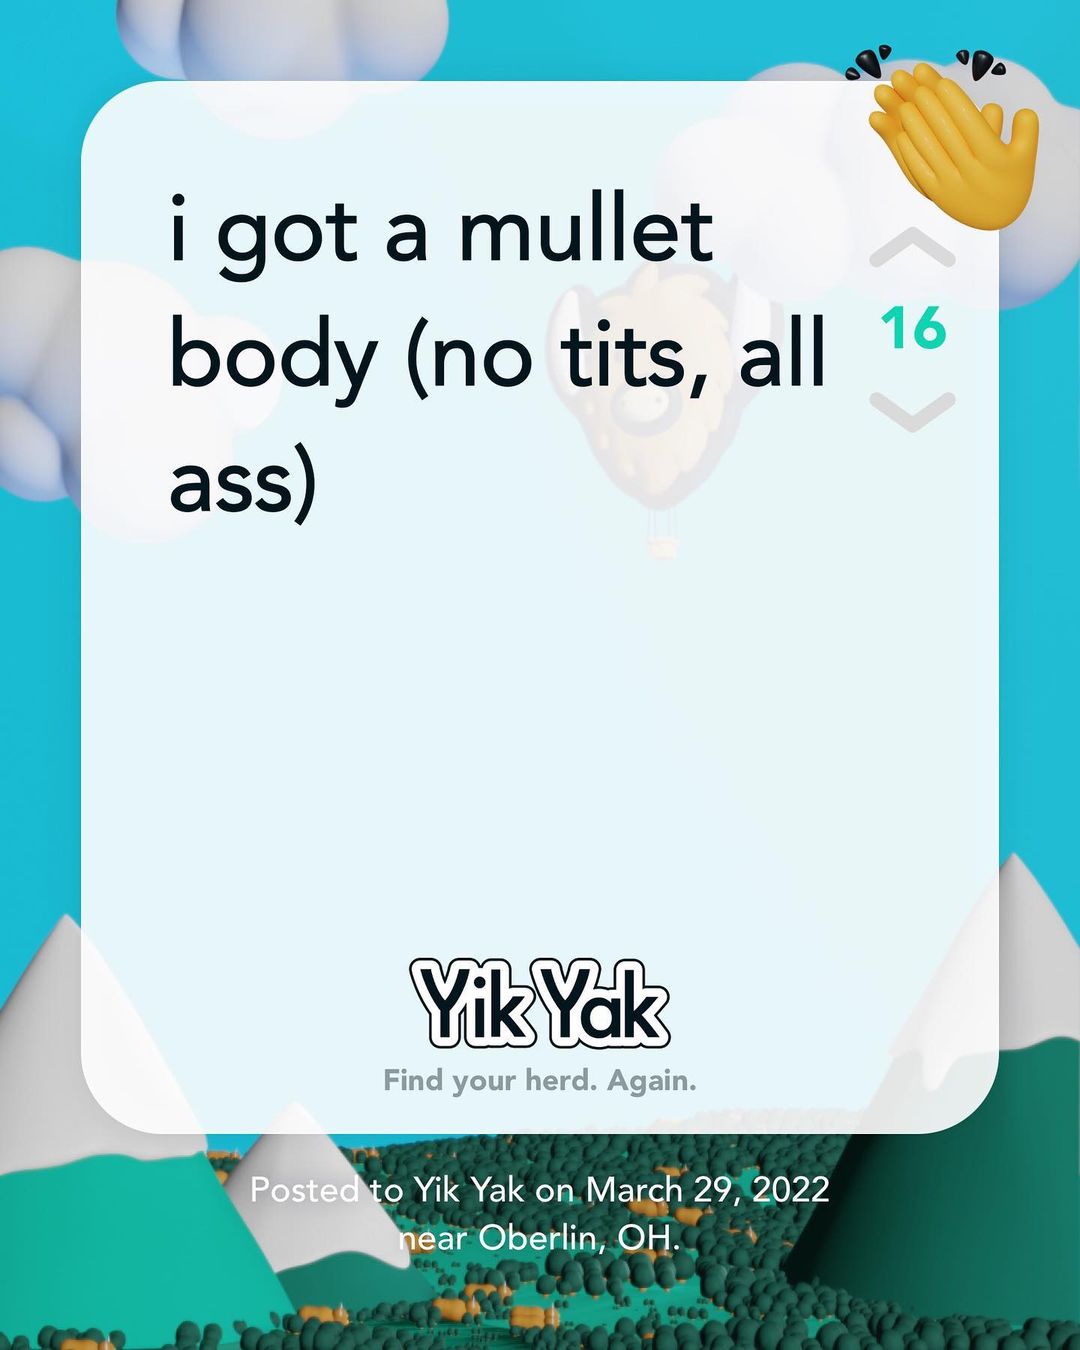 i got a mullet
body (no tits, all
ass)
16
Yik Yak
Find your herd. Again.
Posted to Yik Yak on March 29, 2022
near Oberlin, OH.